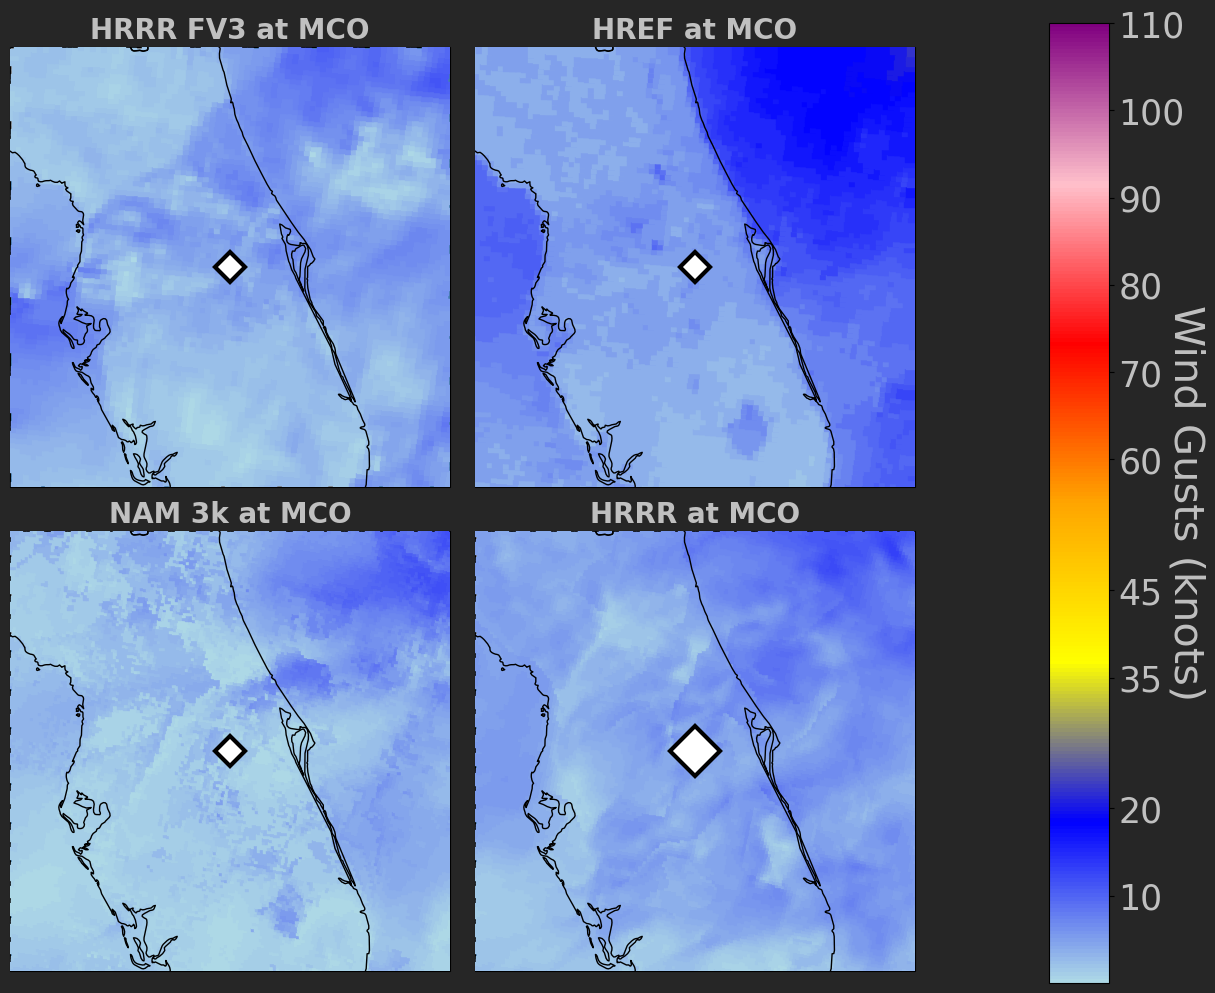 HRRR FV3 at MCO
HREF at MCO
NAM 3k at MCO
HRRR at MCO
110
100
90
80
70
60
45
35
20
10
Wind Gusts (knots)